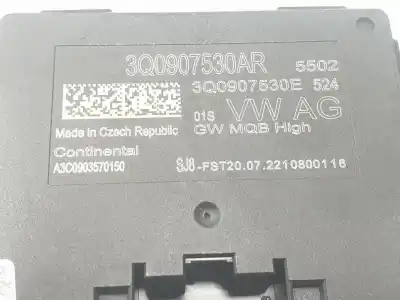 3Q0907530AR 5502
3Q0907530E 524
01S VW AG
Made in Czech Republic GW MQB High
Continental
A3C0903570150 SJ8-FST20.07.2210800116